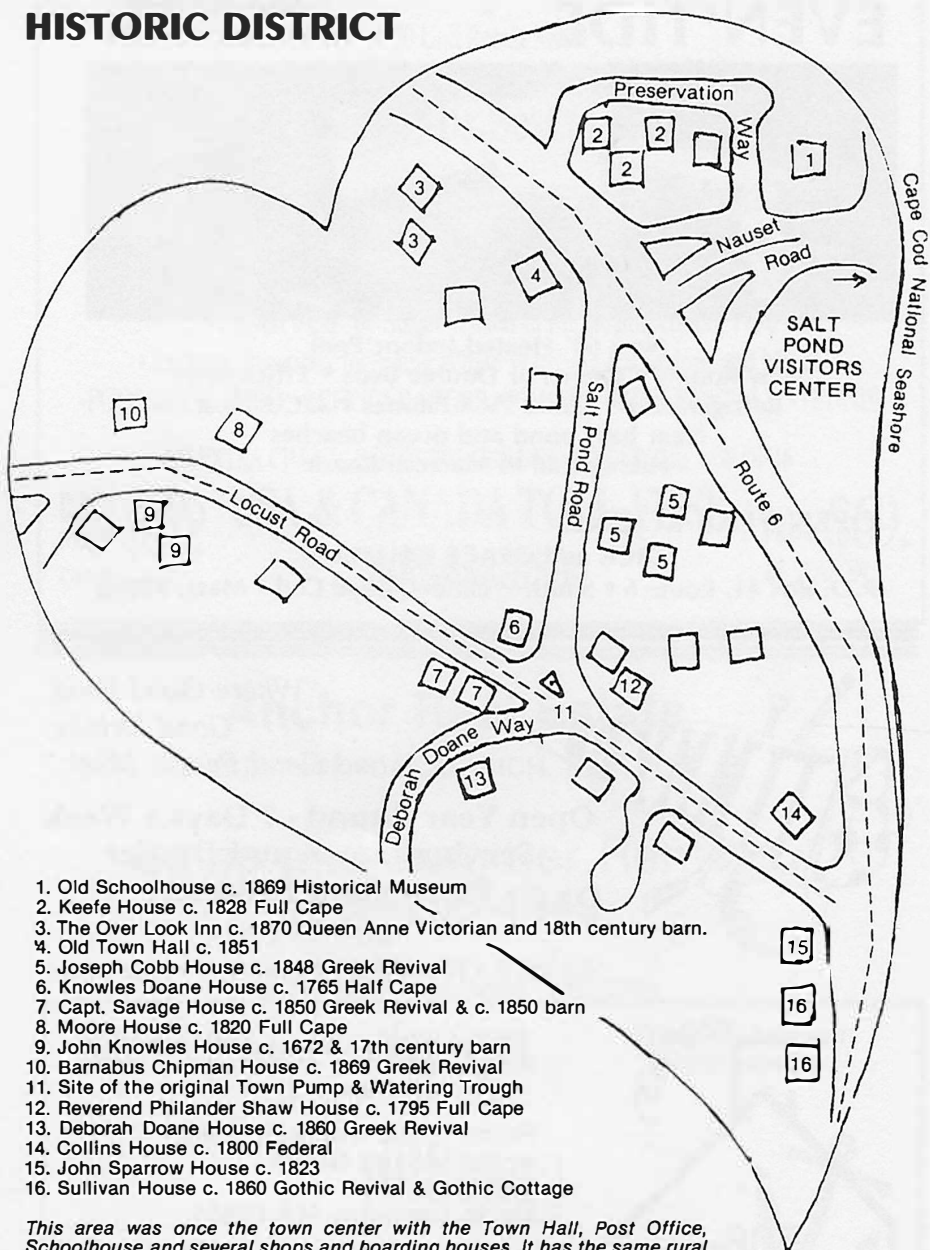 HISTORIC DISTRICT
Preservation
Way
2
2
2
1
3
3
4
Nauset
Road
Cape Cod National Seashore
SALT
POND
VISITORS
CENTER
10
8
9
9
Locust Road
Salt Pond Road
Route 6
5
5
5
6
7
7
11
12
Deborah Doane Way
13
14
15
16
16
1. Old Schoolhouse c. 1869 Historical Museum
2. Keefe House c. 1828 Full Cape
3. The Over Look Inn c. 1870 Queen Anne Victorian and 18th century barn.
4. Old Town Hall c. 1851
5. Joseph Cobb House c. 1848 Greek Revival
6. Knowles Doane House c. 1765 Half Cape
7. Capt. Savage House c. 1850 Greek Revival & c. 1850 barn
8. Moore House c. 1820 Full Cape
9. John Knowles House c. 1672 & 17th century barn
10. Barnabus Chipman House c. 1869 Greek Revival
11. Site of the original Town Pump & Watering Trough
12. Reverend Philander Shaw House c. 1795 Full Cape
13. Deborah Doane House c. 1860 Greek Revival
14. Collins House c. 1800 Federal
15. John Sparrow House c. 1823
16. Sullivan House c. 1860 Gothic Revival & Gothic Cottage
This area was once the town center with the Town Hall, Post Office,
Schoolhouse and several shops and boarding houses. It has the same rural